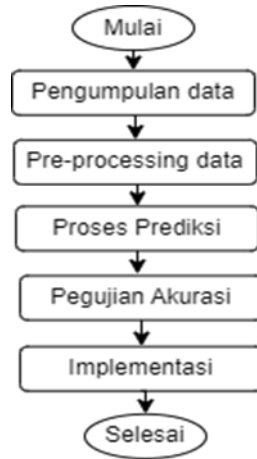 Mulai
Pengumpulan data
Pre-processing data
Proses Prediksi
Pegujian Akurasi
Implementasi
Selesai